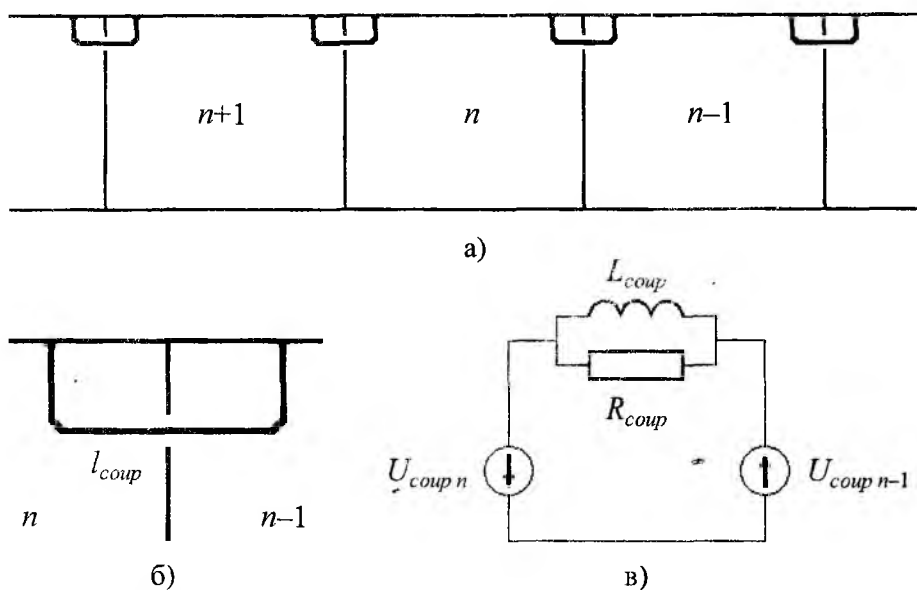 n+1
n
n–1
а)
l_coup
n
n–1
б)
L_coup
R_coup
U_coup n
U_coup n–1
в)